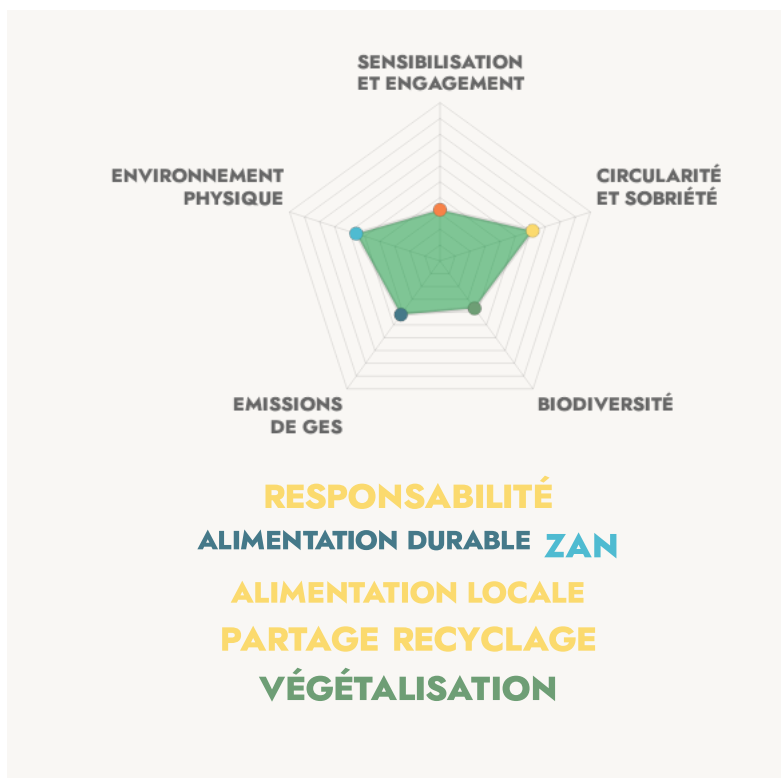 SENSIBILISATION
ET ENGAGEMENT
ENVIRONNEMENT
PHYSIQUE
CIRCULARITÉ
ET SOBRIÉTÉ
EMISSIONS
DE GES
BIODIVERSITÉ
RESPONSABILITÉ
ALIMENTATION DURABLE ZAN
ALIMENTATION LOCALE
PARTAGE RECYCLAGE
VÉGÉTALISATION